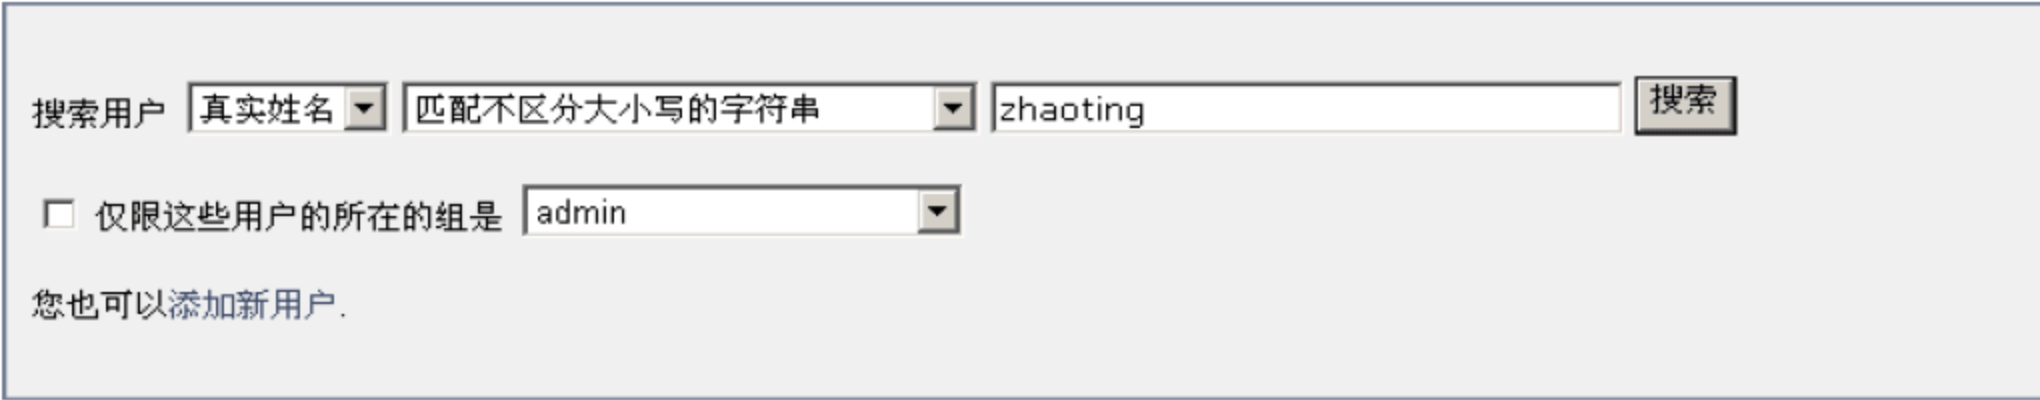 搜索用户 真实姓名 匹配不区分大小写的字符串 zhaoting 搜索
仅限这些用户的所在的组是 admin
您也可以添加新用户.